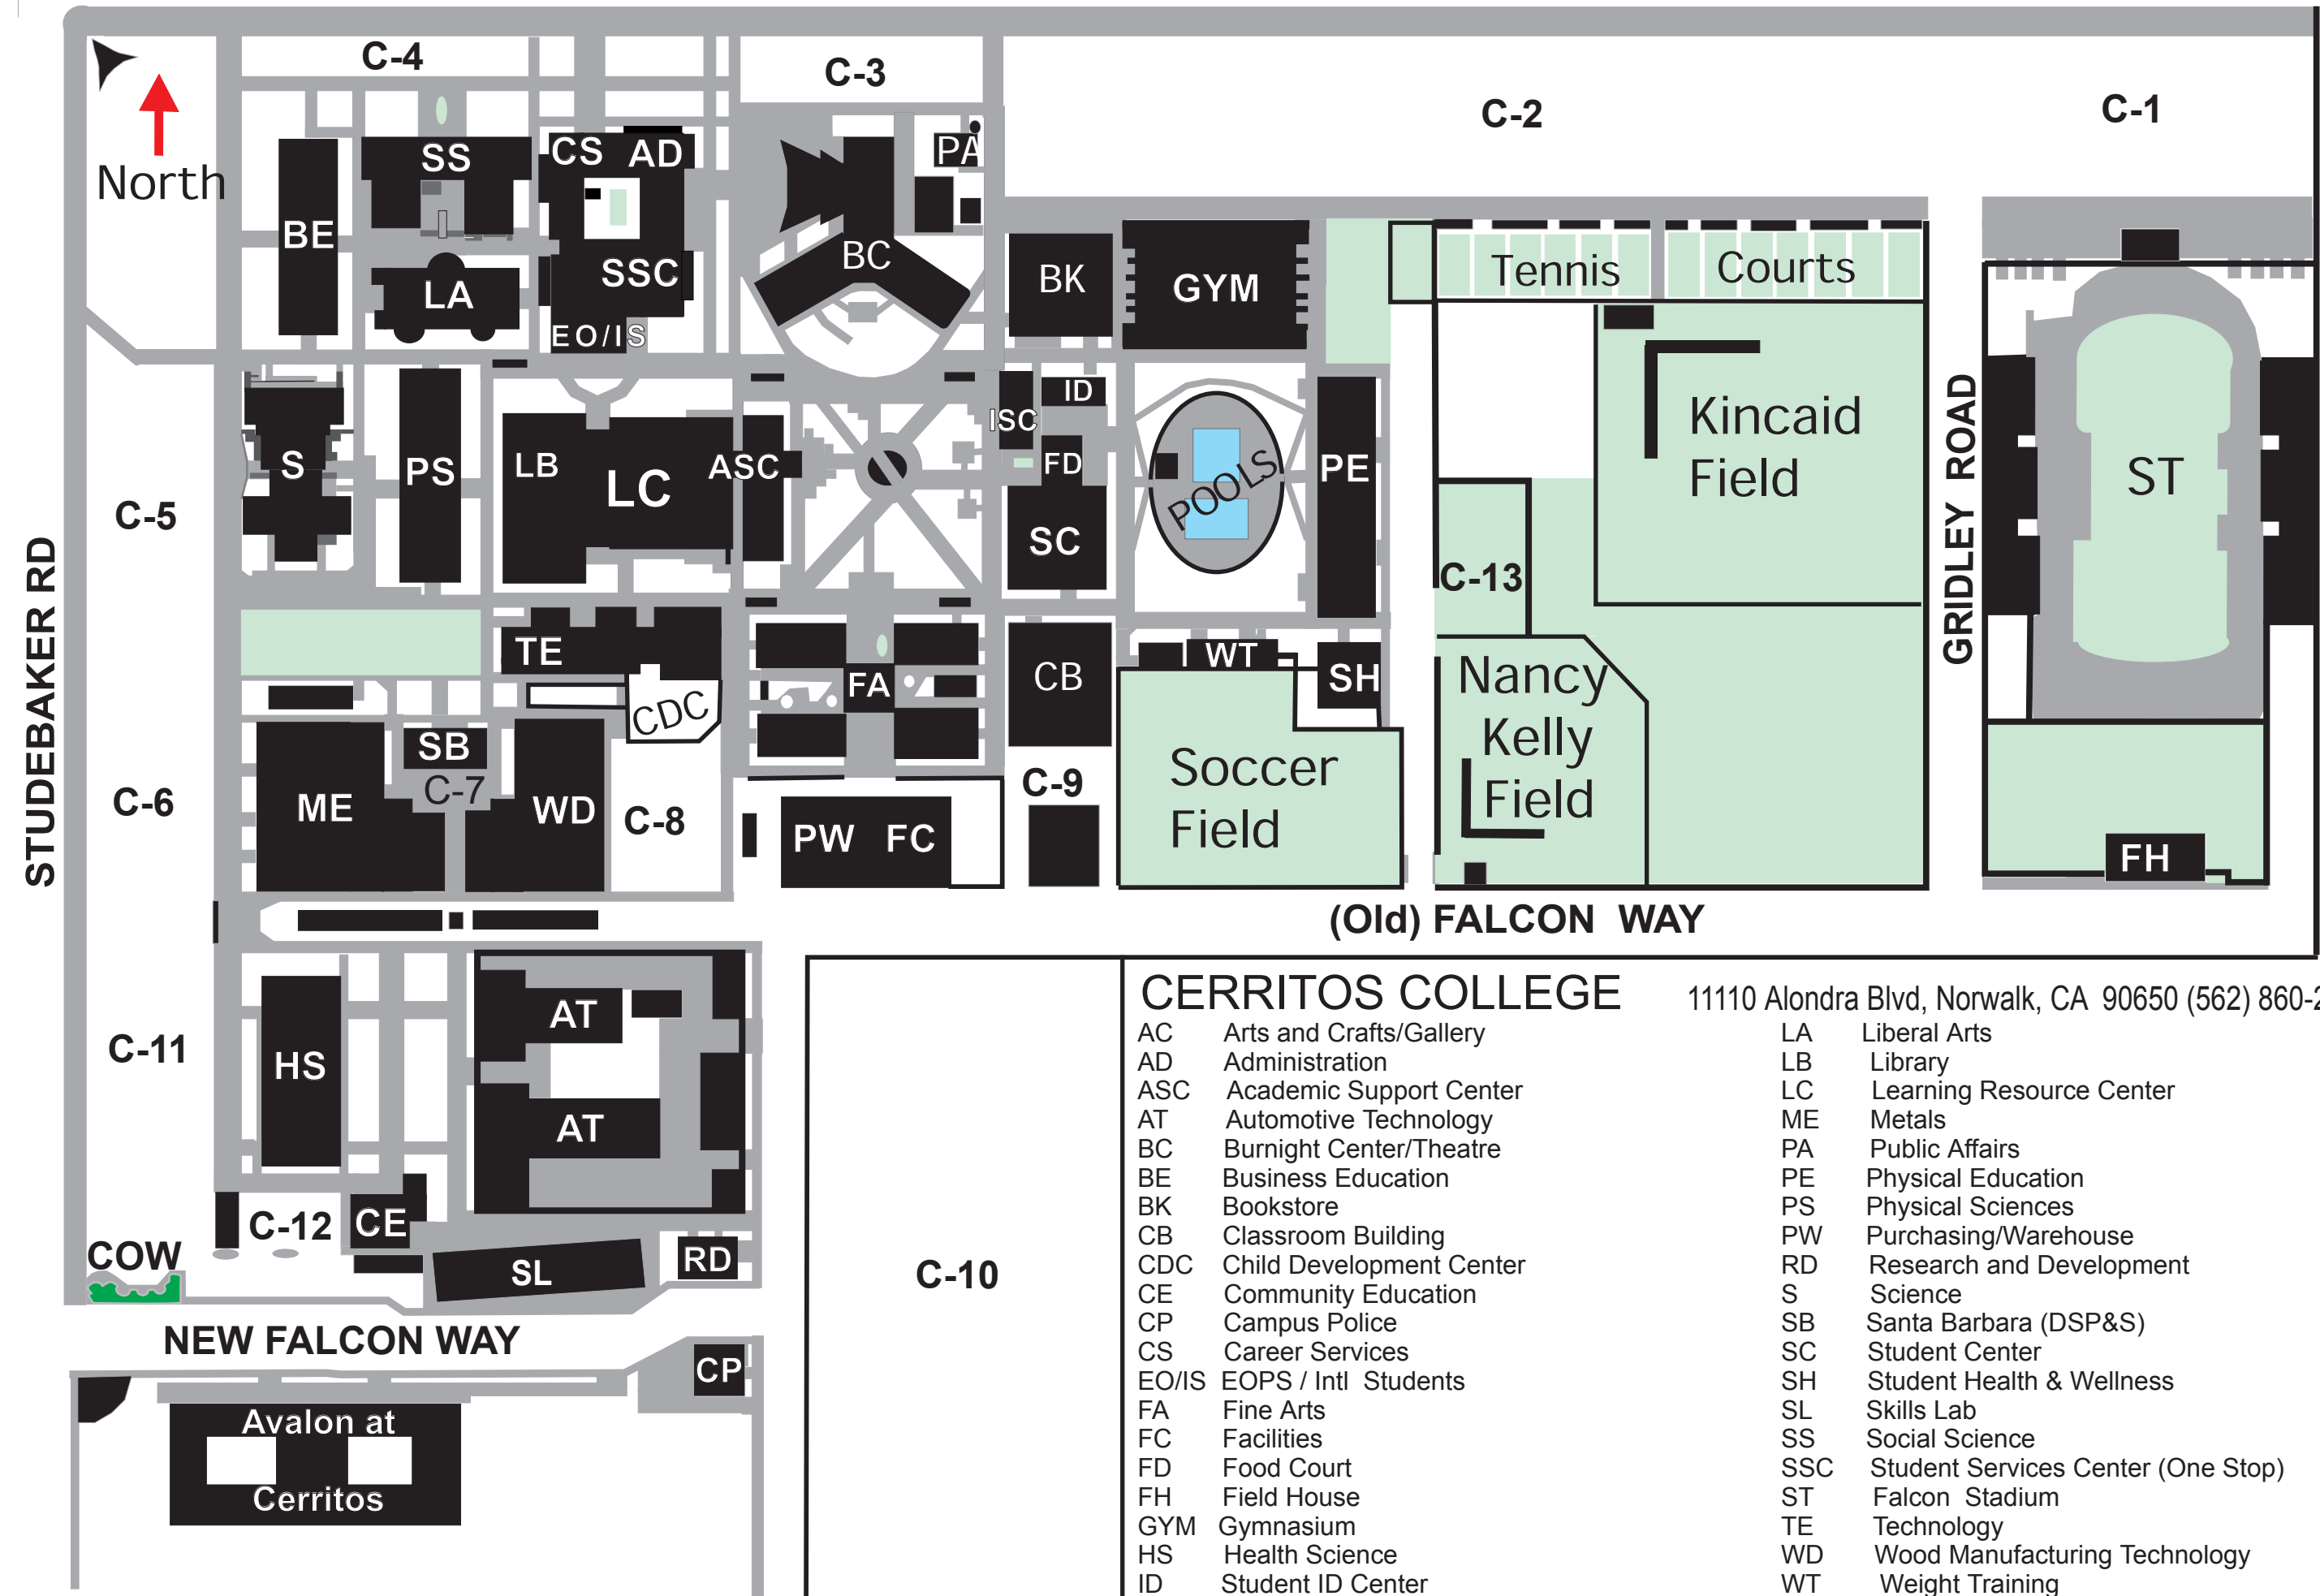 C-4
C-3
C-2
C-1
North
SS
CS AD
PA
BE
SSC
LA
EO/IS
BC
BK
GYM
Tennis Courts
ISC
ID
Kincaid
Field
GRIDLEY ROAD
ST
S
PS
LB
LC
ASC
FD
POOLS
PE
C-5
SC
C-13
STUDEBAKER RD
TE
FA
CB
WT
SH
Nancy
Kelly
Field
CDC
SB
C-7
ME
WD
C-6
C-8
PW FC
C-9
Soccer
Field
FH
(Old) FALCON WAY
C-11
HS
AT
AT
C-12
CE
COW
SL
RD
C-10
NEW FALCON WAY
CP
Avalon at
Cerritos
CERRITOS COLLEGE 11110 Alondra Blvd, Norwalk, CA 90650 (562) 860-2
AC Arts and Crafts/Gallery
AD Administration
ASC Academic Support Center
AT Automotive Technology
BC Burnight Center/Theatre
BE Business Education
BK Bookstore
CB Classroom Building
CDC Child Development Center
CE Community Education
CP Campus Police
CS Career Services
EO/IS EOPS / Intl Students
FA Fine Arts
FC Facilities
FD Food Court
FH Field House
GYM Gymnasium
HS Health Science
ID Student ID Center
LA Liberal Arts
LB Library
LC Learning Resource Center
ME Metals
PA Public Affairs
PE Physical Education
PS Physical Sciences
PW Purchasing/Warehouse
RD Research and Development
S Science
SB Santa Barbara (DSP&S)
SC Student Center
SH Student Health & Wellness
SL Skills Lab
SS Social Science
SSC Student Services Center (One Stop)
ST Falcon Stadium
TE Technology
WD Wood Manufacturing Technology
WT Weight Training